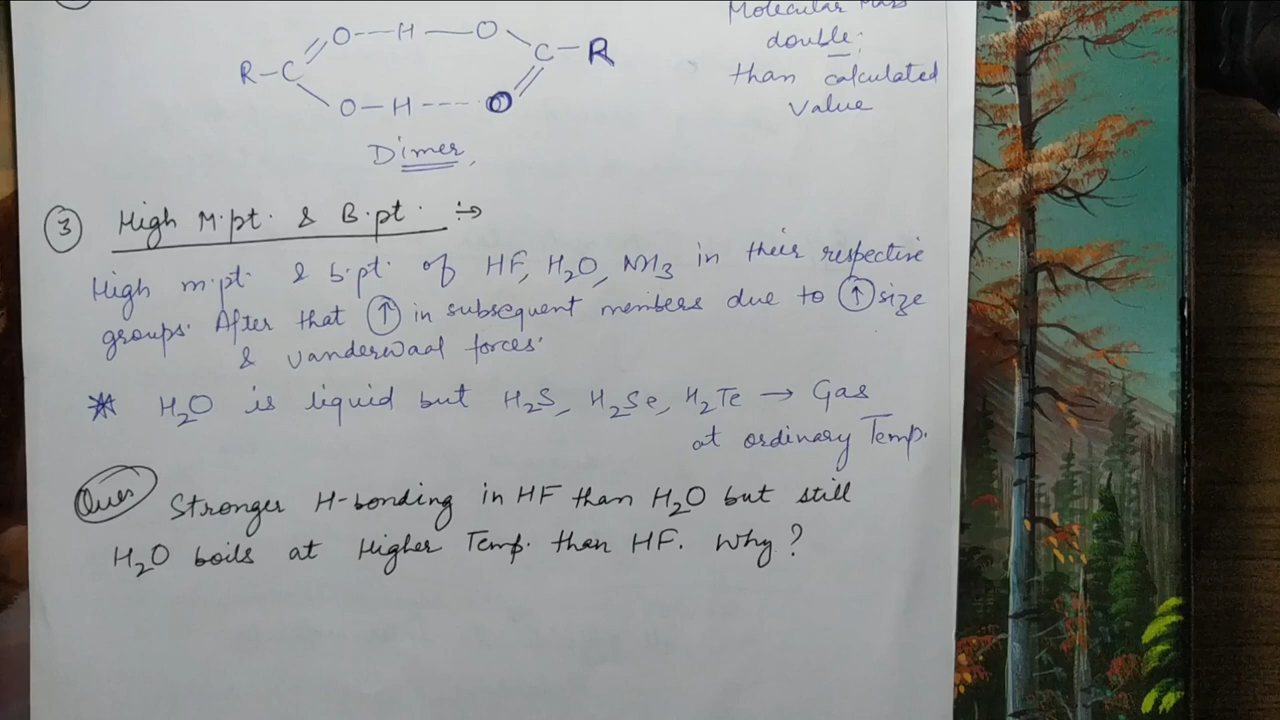 Molecular Mass
double.
than calculated
value
O---H—O
R-C C-R
O-H---O
Dimer,
3 High M.pt. & B.pt. ÷→
High m.pt. & b.pt. of HF, H₂O, NH₃ in their respective
groups. After that ↑ in subsequent members due to ↑ size
& vanderwaal forces.
* H₂O is liquid but H₂S, H₂Se, H₂Te → Gas
at ordinary Temp.
Ques Stronger H-bonding in HF than H₂O but still
H₂O boils at Higher Temp. than HF. Why?